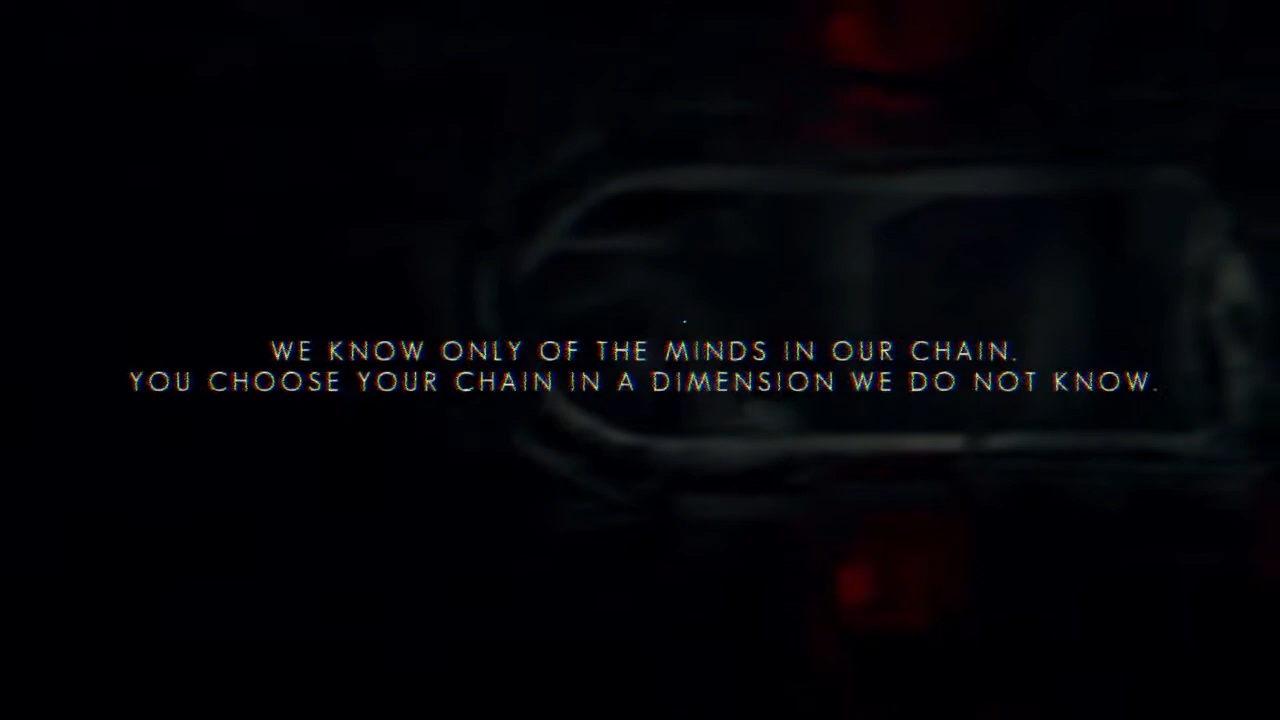 WE KNOW ONLY OF THE MINDS IN OUR CHAIN.
YOU CHOOSE YOUR CHAIN IN A DIMENSION WE DO NOT KNOW.